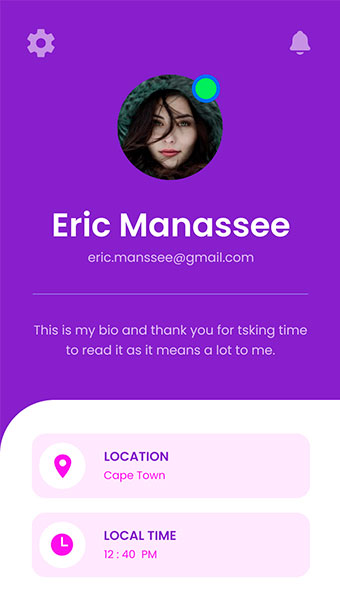 Eric Manassee
eric.manssee@gmail.com
This is my bio and thank you for tsking time
to read it as it means a lot to me.
LOCATION
Cape Town
LOCAL TIME
12 : 40 PM